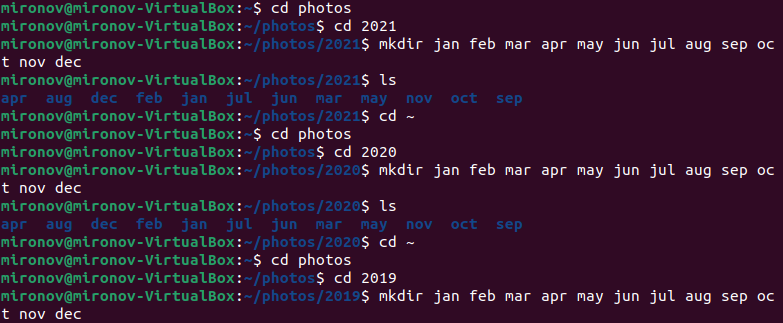 mironov@mironov-VirtualBox:~$ cd photos
mironov@mironov-VirtualBox:~/photos$ cd 2021
mironov@mironov-VirtualBox:~/photos/2021$ mkdir jan feb mar apr may jun jul aug sep oc
t nov dec
mironov@mironov-VirtualBox:~/photos/2021$ ls
apr  aug  dec  feb  jan  jul  jun  mar  may  nov  oct  sep
mironov@mironov-VirtualBox:~/photos/2021$ cd ~
mironov@mironov-VirtualBox:~$ cd photos
mironov@mironov-VirtualBox:~/photos$ cd 2020
mironov@mironov-VirtualBox:~/photos/2020$ mkdir jan feb mar apr may jun jul aug sep oc
t nov dec
mironov@mironov-VirtualBox:~/photos/2020$ ls
apr  aug  dec  feb  jan  jul  jun  mar  may  nov  oct  sep
mironov@mironov-VirtualBox:~/photos/2020$ cd ~
mironov@mironov-VirtualBox:~$ cd photos
mironov@mironov-VirtualBox:~/photos$ cd 2019
mironov@mironov-VirtualBox:~/photos/2019$ mkdir jan feb mar apr may jun jul aug sep oc
t nov dec